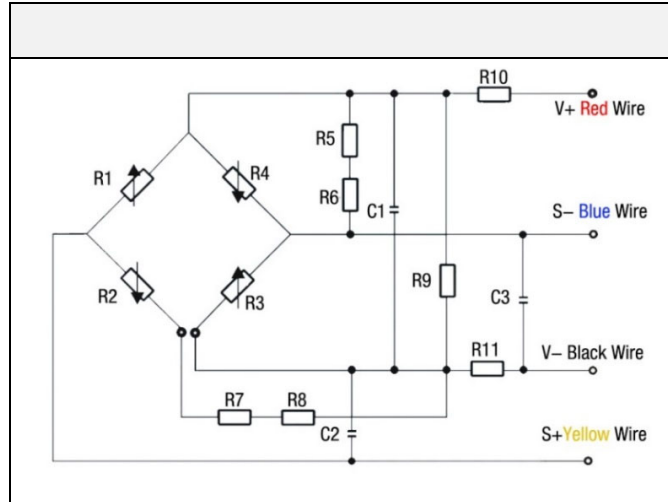 R10
V+ Red Wire
R5
R1
R4
R6
C1
S– Blue Wire
R9
R2
R3
C3
R11
V– Black Wire
R7
R8
C2
S+Yellow Wire